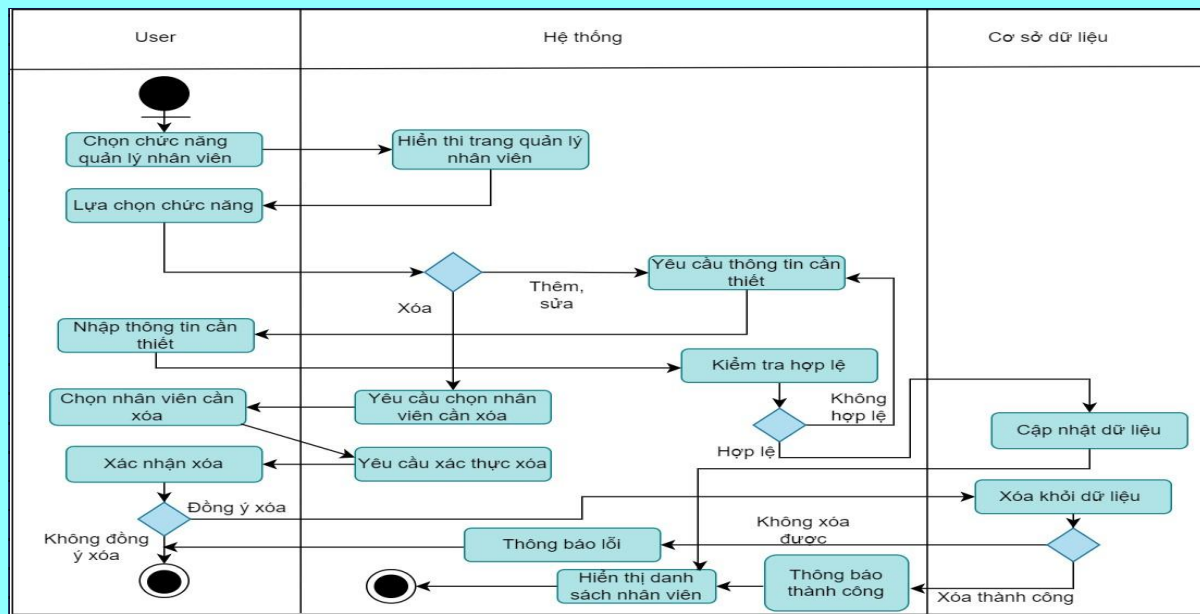 User
Hệ thống
Cơ sở dữ liệu
Chọn chức năng
quản lý nhân viên
Hiển thi trang quản lý
nhân viên
Lựa chọn chức năng
Yêu cầu thông tin cần
thiết
Thêm,
sửa
Xóa
Nhập thông tin cần
thiết
Kiểm tra hợp lệ
Không
hợp lệ
Chọn nhân viên cần
xóa
Yêu cầu chọn nhân
viên cần xóa
Cập nhật dữ liệu
Hợp lệ
Xác nhận xóa
Yêu cầu xác thực xóa
Xóa khỏi dữ liệu
Đồng ý xóa
Không xóa
được
Không đồng
ý xóa
Thông báo lỗi
Hiển thị danh
sách nhân viên
Thông báo
thành công
Xóa thành công